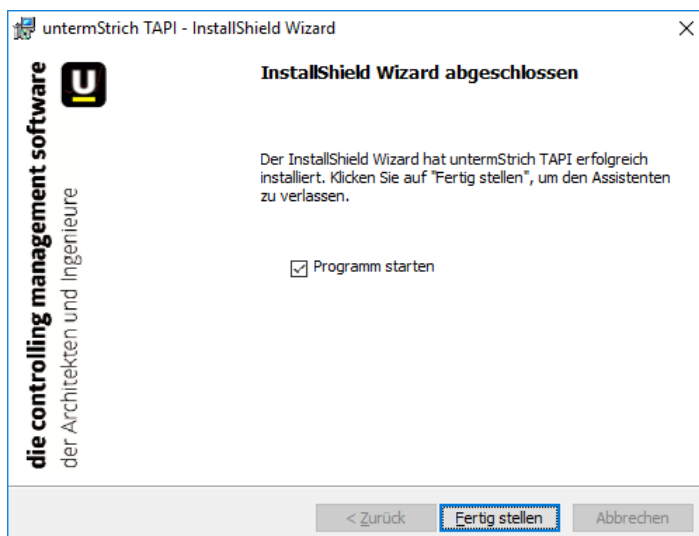 untermStrich TAPI - InstallShield Wizard
die controlling management software
der Architekten und Ingenieure
U
InstallShield Wizard abgeschlossen
Der InstallShield Wizard hat untermStrich TAPI erfolgreich
installiert. Klicken Sie auf "Fertig stellen", um den Assistenten
zu verlassen.
Programm starten
< Zurück
Fertig stellen
Abbrechen